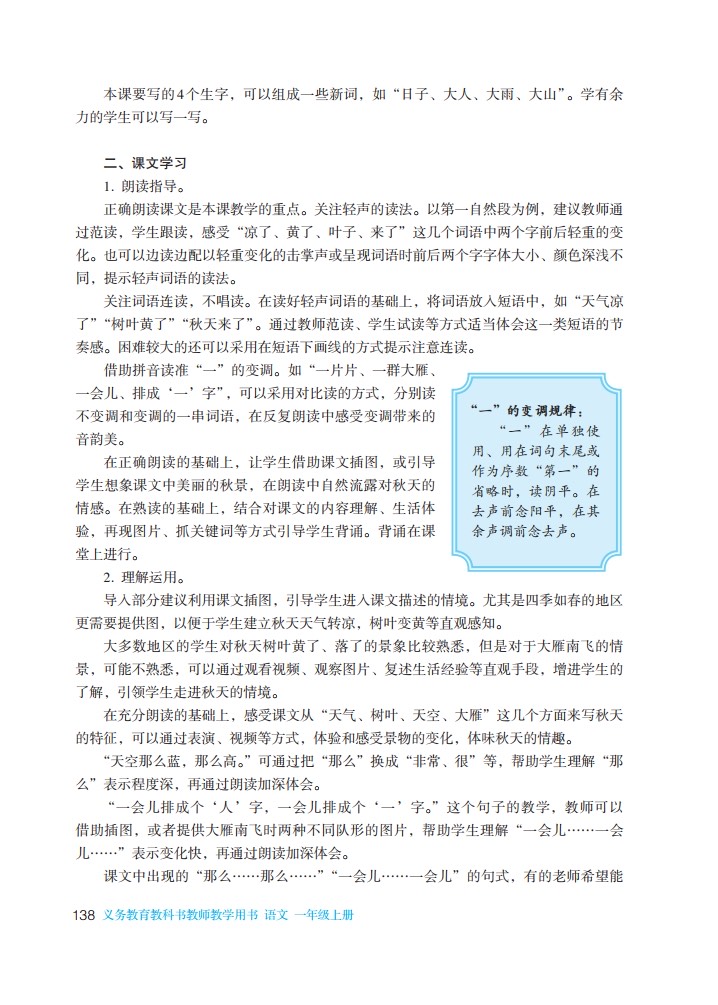 本课要写的4个生字，可以组成一些新词，如“日子、大人、大雨、大山”。学有余
力的学生可以写一写。
二、课文学习
1. 朗读指导。
正确朗读课文是本课教学的重点。关注轻声的读法。以第一自然段为例，建议教师通
过范读，学生跟读，感受“凉了、黄了、叶子、来了”这几个词语中两个字前后轻重的变
化。也可以边读边配以轻重变化的击掌声或呈现词语时前后两个字字体大小、颜色深浅不
同，提示轻声词语的读法。
关注词语连读，不唱读。在读好轻声词语的基础上，将词语放入短语中，如“天气凉
了”“树叶黄了”“秋天来了”。通过教师范读、学生试读等方式适当体会这一类短语的节
奏感。困难较大的还可以采用在短语下画线的方式提示注意连读。
借助拼音读准“一”的变调。如“一片片、一群大雁、
一会儿、排成‘一’字”，可以采用对比读的方式，分别读
不变调和变调的一串词语，在反复朗读中感受变调带来的
音韵美。
在正确朗读的基础上，让学生借助课文插图，或引导
学生想象课文中美丽的秋景，在朗读中自然流露对秋天的
情感。在熟读的基础上，结合对课文的内容理解、生活体
验，再现图片、抓关键词等方式引导学生背诵。背诵在课
堂上进行。
“一”的变调规律：
“一”在单独使
用、用在词句末尾或
作为序数“第一”的
省略时，读阴平。在
去声前念阳平，在其
余声调前念去声。
2. 理解运用。
导入部分建议利用课文插图，引导学生进入课文描述的情境。尤其是四季如春的地区
更需要提供图，以便于学生建立秋天天气转凉，树叶变黄等直观感知。
大多数地区的学生对秋天树叶黄了、落了的景象比较熟悉，但是对于大雁南飞的情
景，可能不熟悉，可以通过观看视频、观察图片、复述生活经验等直观手段，增进学生的
了解，引领学生走进秋天的情境。
在充分朗读的基础上，感受课文从“天气、树叶、天空、大雁”这几个方面来写秋天
的特征，可以通过表演、视频等方式，体验和感受景物的变化，体味秋天的情趣。
“天空那么蓝，那么高。”可通过把“那么”换成“非常、很”等，帮助学生理解“那
么”表示程度深，再通过朗读加深体会。
“一会儿排成个‘人’字，一会儿排成个‘一’字。”这个句子的教学，教师可以
借助插图，或者提供大雁南飞时两种不同队形的图片，帮助学生理解“一会儿……一会
儿……”表示变化快，再通过朗读加深体会。
课文中出现的“那么……那么……”“一会儿……一会儿”的句式，有的老师希望能
138 义务教育教科书教师教学用书 语文 一年级上册